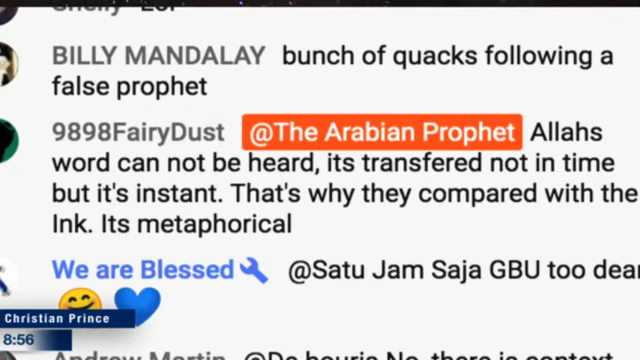 BILLY MANDALAY bunch of quacks following a
false prophet
9898FairyDust @The Arabian Prophet Allahs
word can not be heard, its transfered not in time
but it's instant. That's why they compared with the
Ink. Its metaphorical
We are Blessed @Satu Jam Saja GBU too dear
Christian Prince
8:56
Andrew Martin @De houris No, there is context